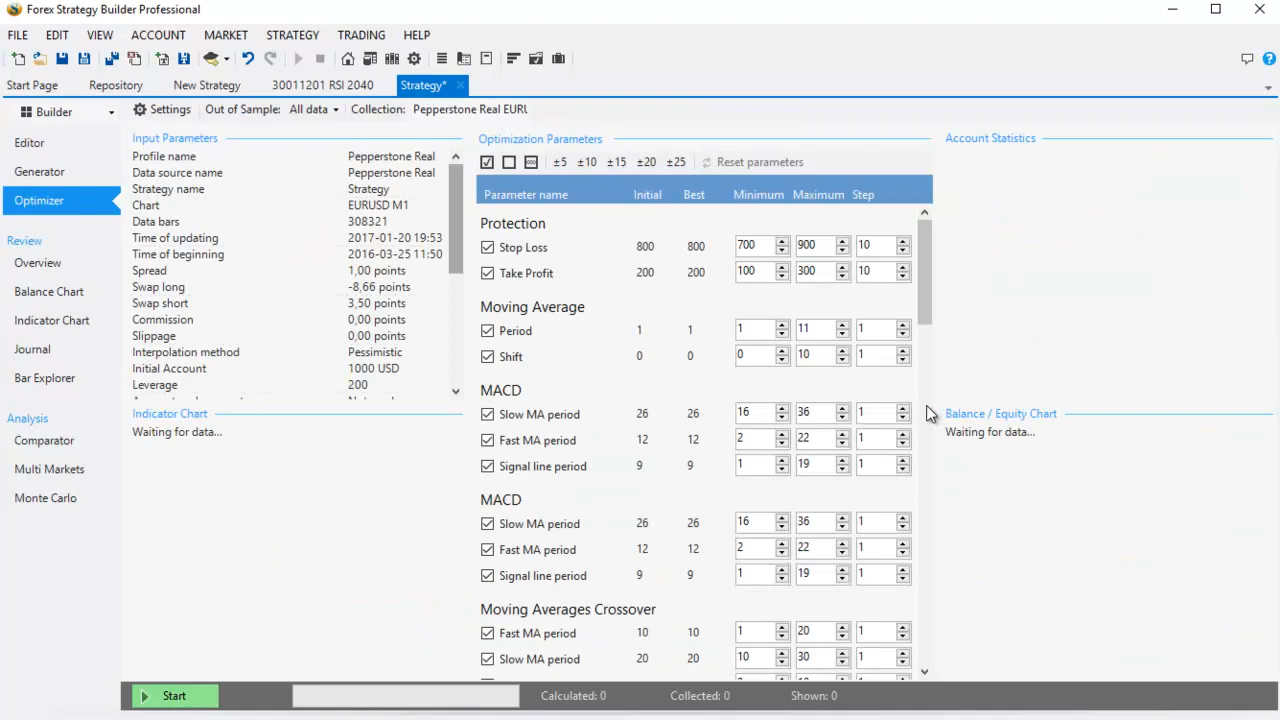 Forex Strategy Builder Professional
FILE EDIT VIEW ACCOUNT MARKET STRATEGY TRADING HELP
Start Page Repository New Strategy 30011201 RSI 2040 Strategy*
Builder Settings Out of Sample: All data Collection: Pepperstone Real EURU
Editor
Generator
Optimizer
Review
Overview
Balance Chart
Indicator Chart
Journal
Bar Explorer
Analysis
Comparator
Multi Markets
Monte Carlo
Input Parameters
Profile name Pepperstone Real
Data source name Pepperstone Real
Strategy name Strategy
Chart EURUSD M1
Data bars 308321
Time of updating 2017-01-20 19:53
Time of beginning 2016-03-25 11:50
Spread 1,00 points
Swap long -8,66 points
Swap short 3,50 points
Commission 0,00 points
Slippage 0,00 points
Interpolation method Pessimistic
Initial Account 1000 USD
Leverage 200
Indicator Chart
Waiting for data...
Optimization Parameters
±5 ±10 ±15 ±20 ±25 Reset parameters
Parameter name Initial Best Minimum Maximum Step
Protection
Stop Loss 800 800 700 900 10
Take Profit 200 200 100 300 10
Moving Average
Period 1 1 1 11 1
Shift 0 0 0 10 1
MACD
Slow MA period 26 26 16 36 1
Fast MA period 12 12 2 22 1
Signal line period 9 9 1 19 1
MACD
Slow MA period 26 26 16 36 1
Fast MA period 12 12 2 22 1
Signal line period 9 9 1 19 1
Moving Averages Crossover
Fast MA period 10 10 1 20 1
Slow MA period 20 20 10 30 1
Account Statistics
Balance / Equity Chart
Waiting for data...
Start Calculated: 0 Collected: 0 Shown: 0